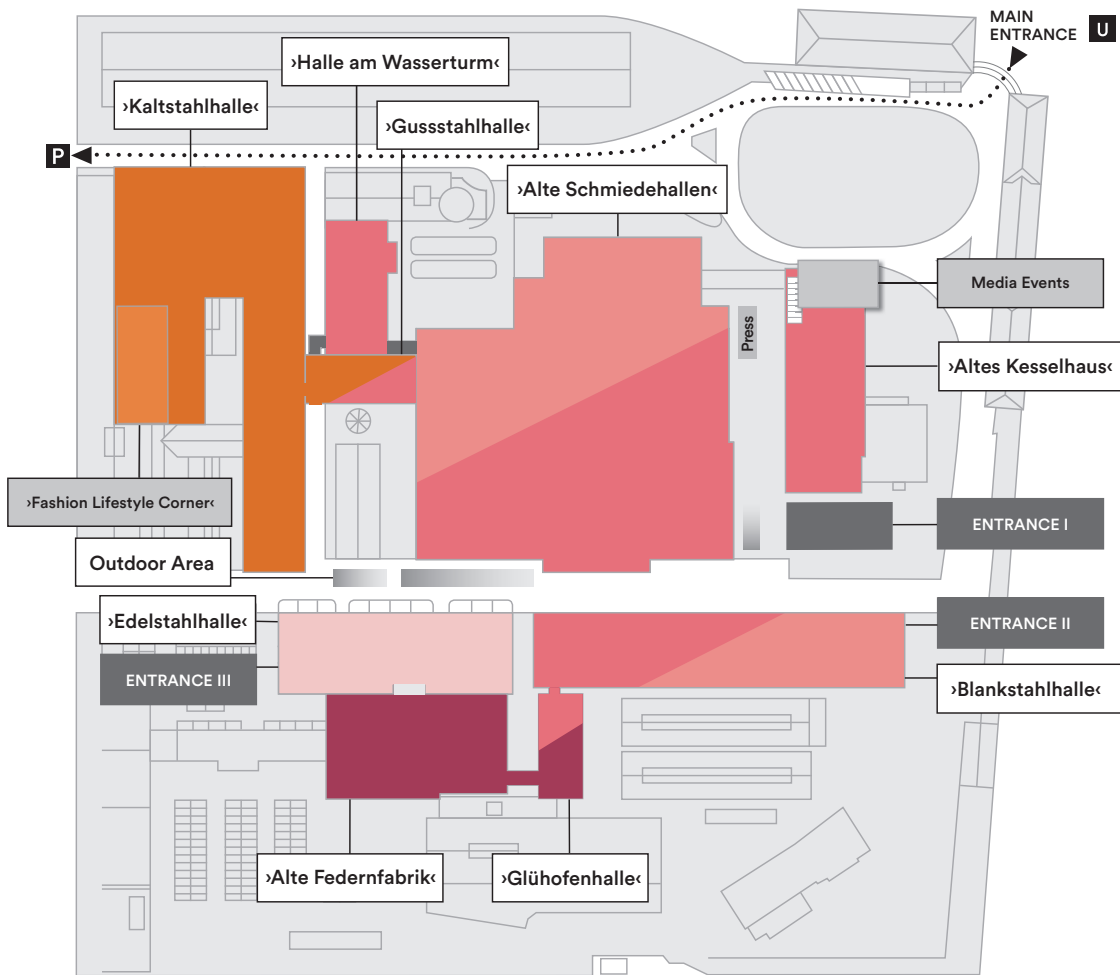 MAIN
ENTRANCE
U
›Halle am Wasserturm‹
›Kaltstahlhalle‹
›Gussstahlhalle‹
P
›Alte Schmiedehallen‹
Media Events
Press
›Altes Kesselhaus‹
›Fashion Lifestyle Corner‹
ENTRANCE I
Outdoor Area
›Edelstahlhalle‹
ENTRANCE II
ENTRANCE III
›Blankstahlhalle‹
›Alte Federnfabrik‹
›Glühofenhalle‹